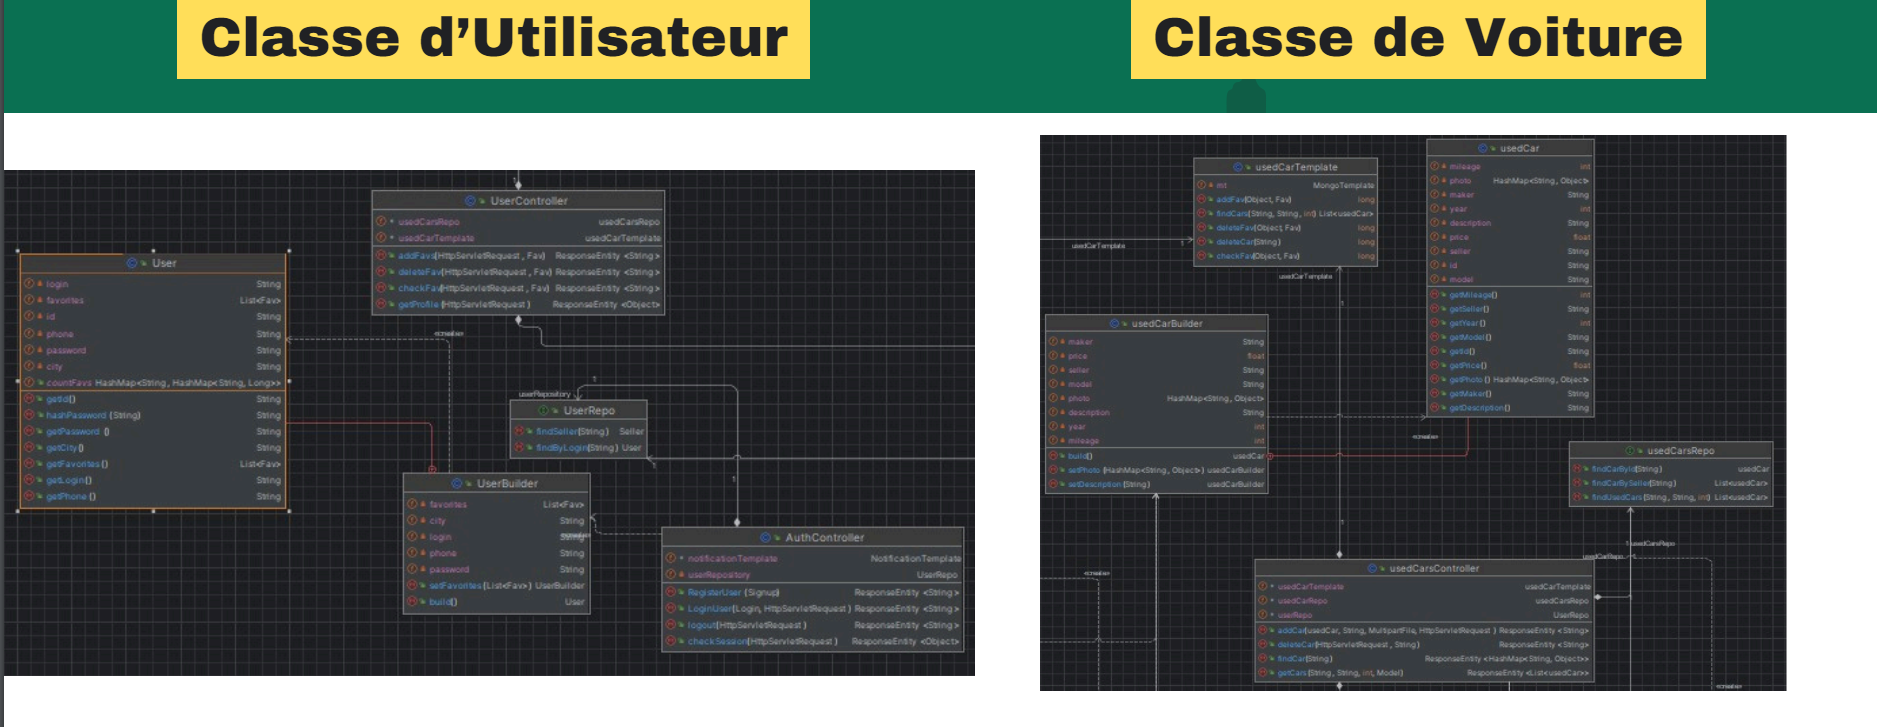 Classe d’Utilisateur
Classe de Voiture
1
UserController
usedCarsRepo usedCarsRepo
usedCarTemplate usedCarTemplate
addFavs(HttpServletRequest, Fav) ResponseEntity<String>
deleteFav(HttpServletRequest, Fav) ResponseEntity<String>
checkFav(HttpServletRequest, Fav) ResponseEntity<String>
getProfile(HttpServletRequest) ResponseEntity<Object>
User
login String
favorites List<Fav>
id String
phone String
password String
city String
countFavs HashMap<String, HashMap<String, Long>>
getId() String
hashPassword(String) String
getPassword() String
getCity() String
getFavorites() List<Fav>
getLogin() String
getPhone() String
«create»
1
userRepository
UserRepo
findSeller(String) Seller
findByLogin(String) User
1
1
UserBuilder
favorites List<Fav>
city String
login String
phone String
password String
setFavorites(List<Fav>) UserBuilder
build() User
«create»
AuthController
notificationTemplate NotificationTemplate
userRepository UserRepo
RegisterUser(Signup) ResponseEntity<String>
LoginUser(Login, HttpServletRequest) ResponseEntity<String>
logout(HttpServletRequest) ResponseEntity<String>
checkSession(HttpServletRequest) ResponseEntity<Object>
usedCarTemplate
1
usedCarTemplate
mt MongoTemplate
addFav(Object, Fav) long
findCars(String, String, int) List<usedCar>
deleteFav(Object, Fav) long
deleteCar(String) long
checkFav(Object, Fav) long
usedCarTemplate
1
1
usedCar
mileage int
photo HashMap<String, Object>
maker String
year int
description String
price float
seller String
id String
model String
getMileage() int
getSeller() String
getYear() int
getModel() String
getId() String
getPrice() float
getPhoto() HashMap<String, Object>
getMaker() String
getDescription() String
usedCarBuilder
maker String
price float
seller String
model String
photo HashMap<String, Object>
description String
year int
mileage int
build() usedCar
setPhoto(HashMap<String, Object>) usedCarBuilder
setDescription(String) usedCarBuilder
«create»
usedCarsRepo
findCarById(String) usedCar
findCarBySeller(String) List<usedCar>
findUsedCars(String, String, int) List<usedCar>
1 usedCarsRepo
usedCarRepo
«create»
usedCarsController
usedCarTemplate usedCarTemplate
usedCarRepo usedCarsRepo
userRepo UserRepo
addCar(usedCar, String, MultipartFile, HttpServletRequest) ResponseEntity<String>
deleteCar(HttpServletRequest, String) ResponseEntity<String>
findCar(String) ResponseEntity<HashMap<String, Object>>
getCars(String, String, int, Model) ResponseEntity<List<usedCar>>
«create»